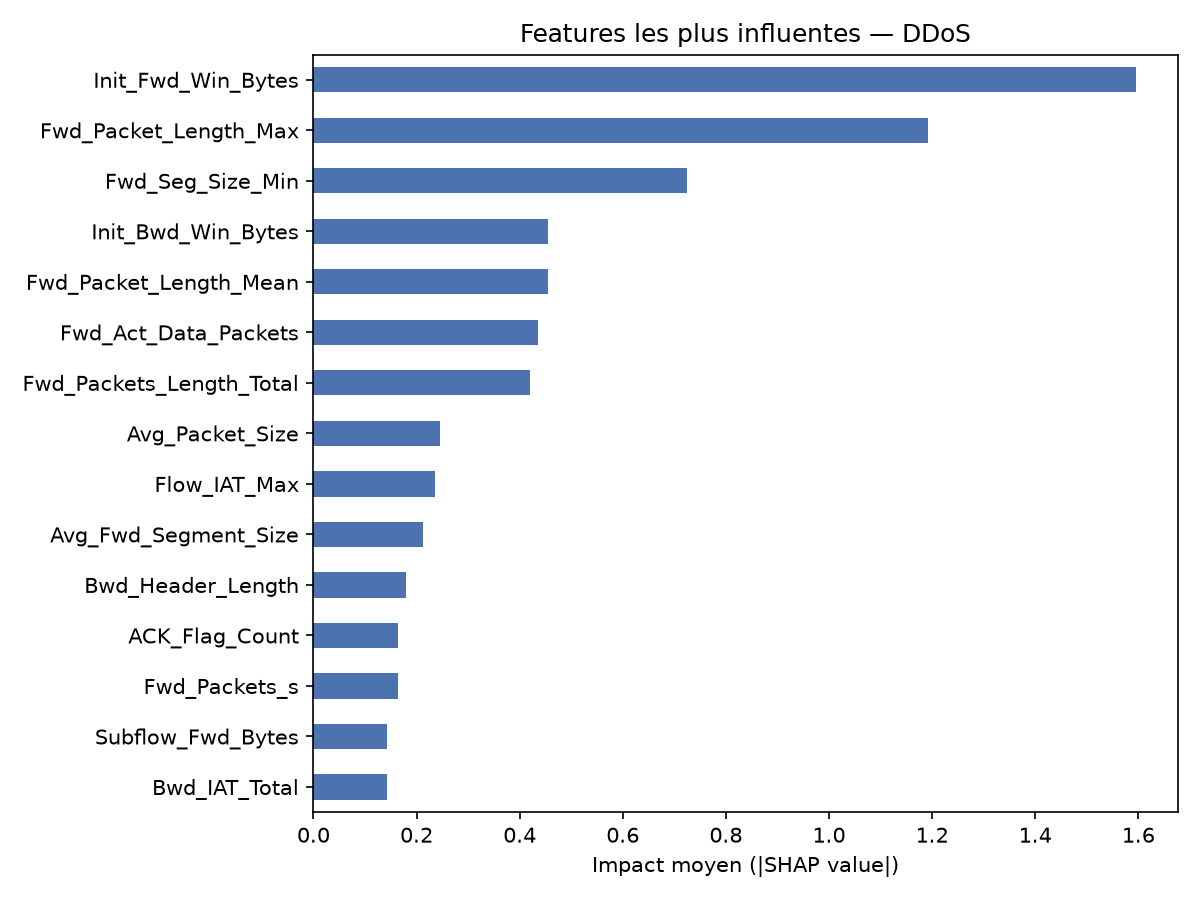 Features les plus influentes — DDoS
Init_Fwd_Win_Bytes
Fwd_Packet_Length_Max
Fwd_Seg_Size_Min
Init_Bwd_Win_Bytes
Fwd_Packet_Length_Mean
Fwd_Act_Data_Packets
Fwd_Packets_Length_Total
Avg_Packet_Size
Flow_IAT_Max
Avg_Fwd_Segment_Size
Bwd_Header_Length
ACK_Flag_Count
Fwd_Packets_s
Subflow_Fwd_Bytes
Bwd_IAT_Total
0.0 0.2 0.4 0.6 0.8 1.0 1.2 1.4 1.6
Impact moyen (|SHAP value|)